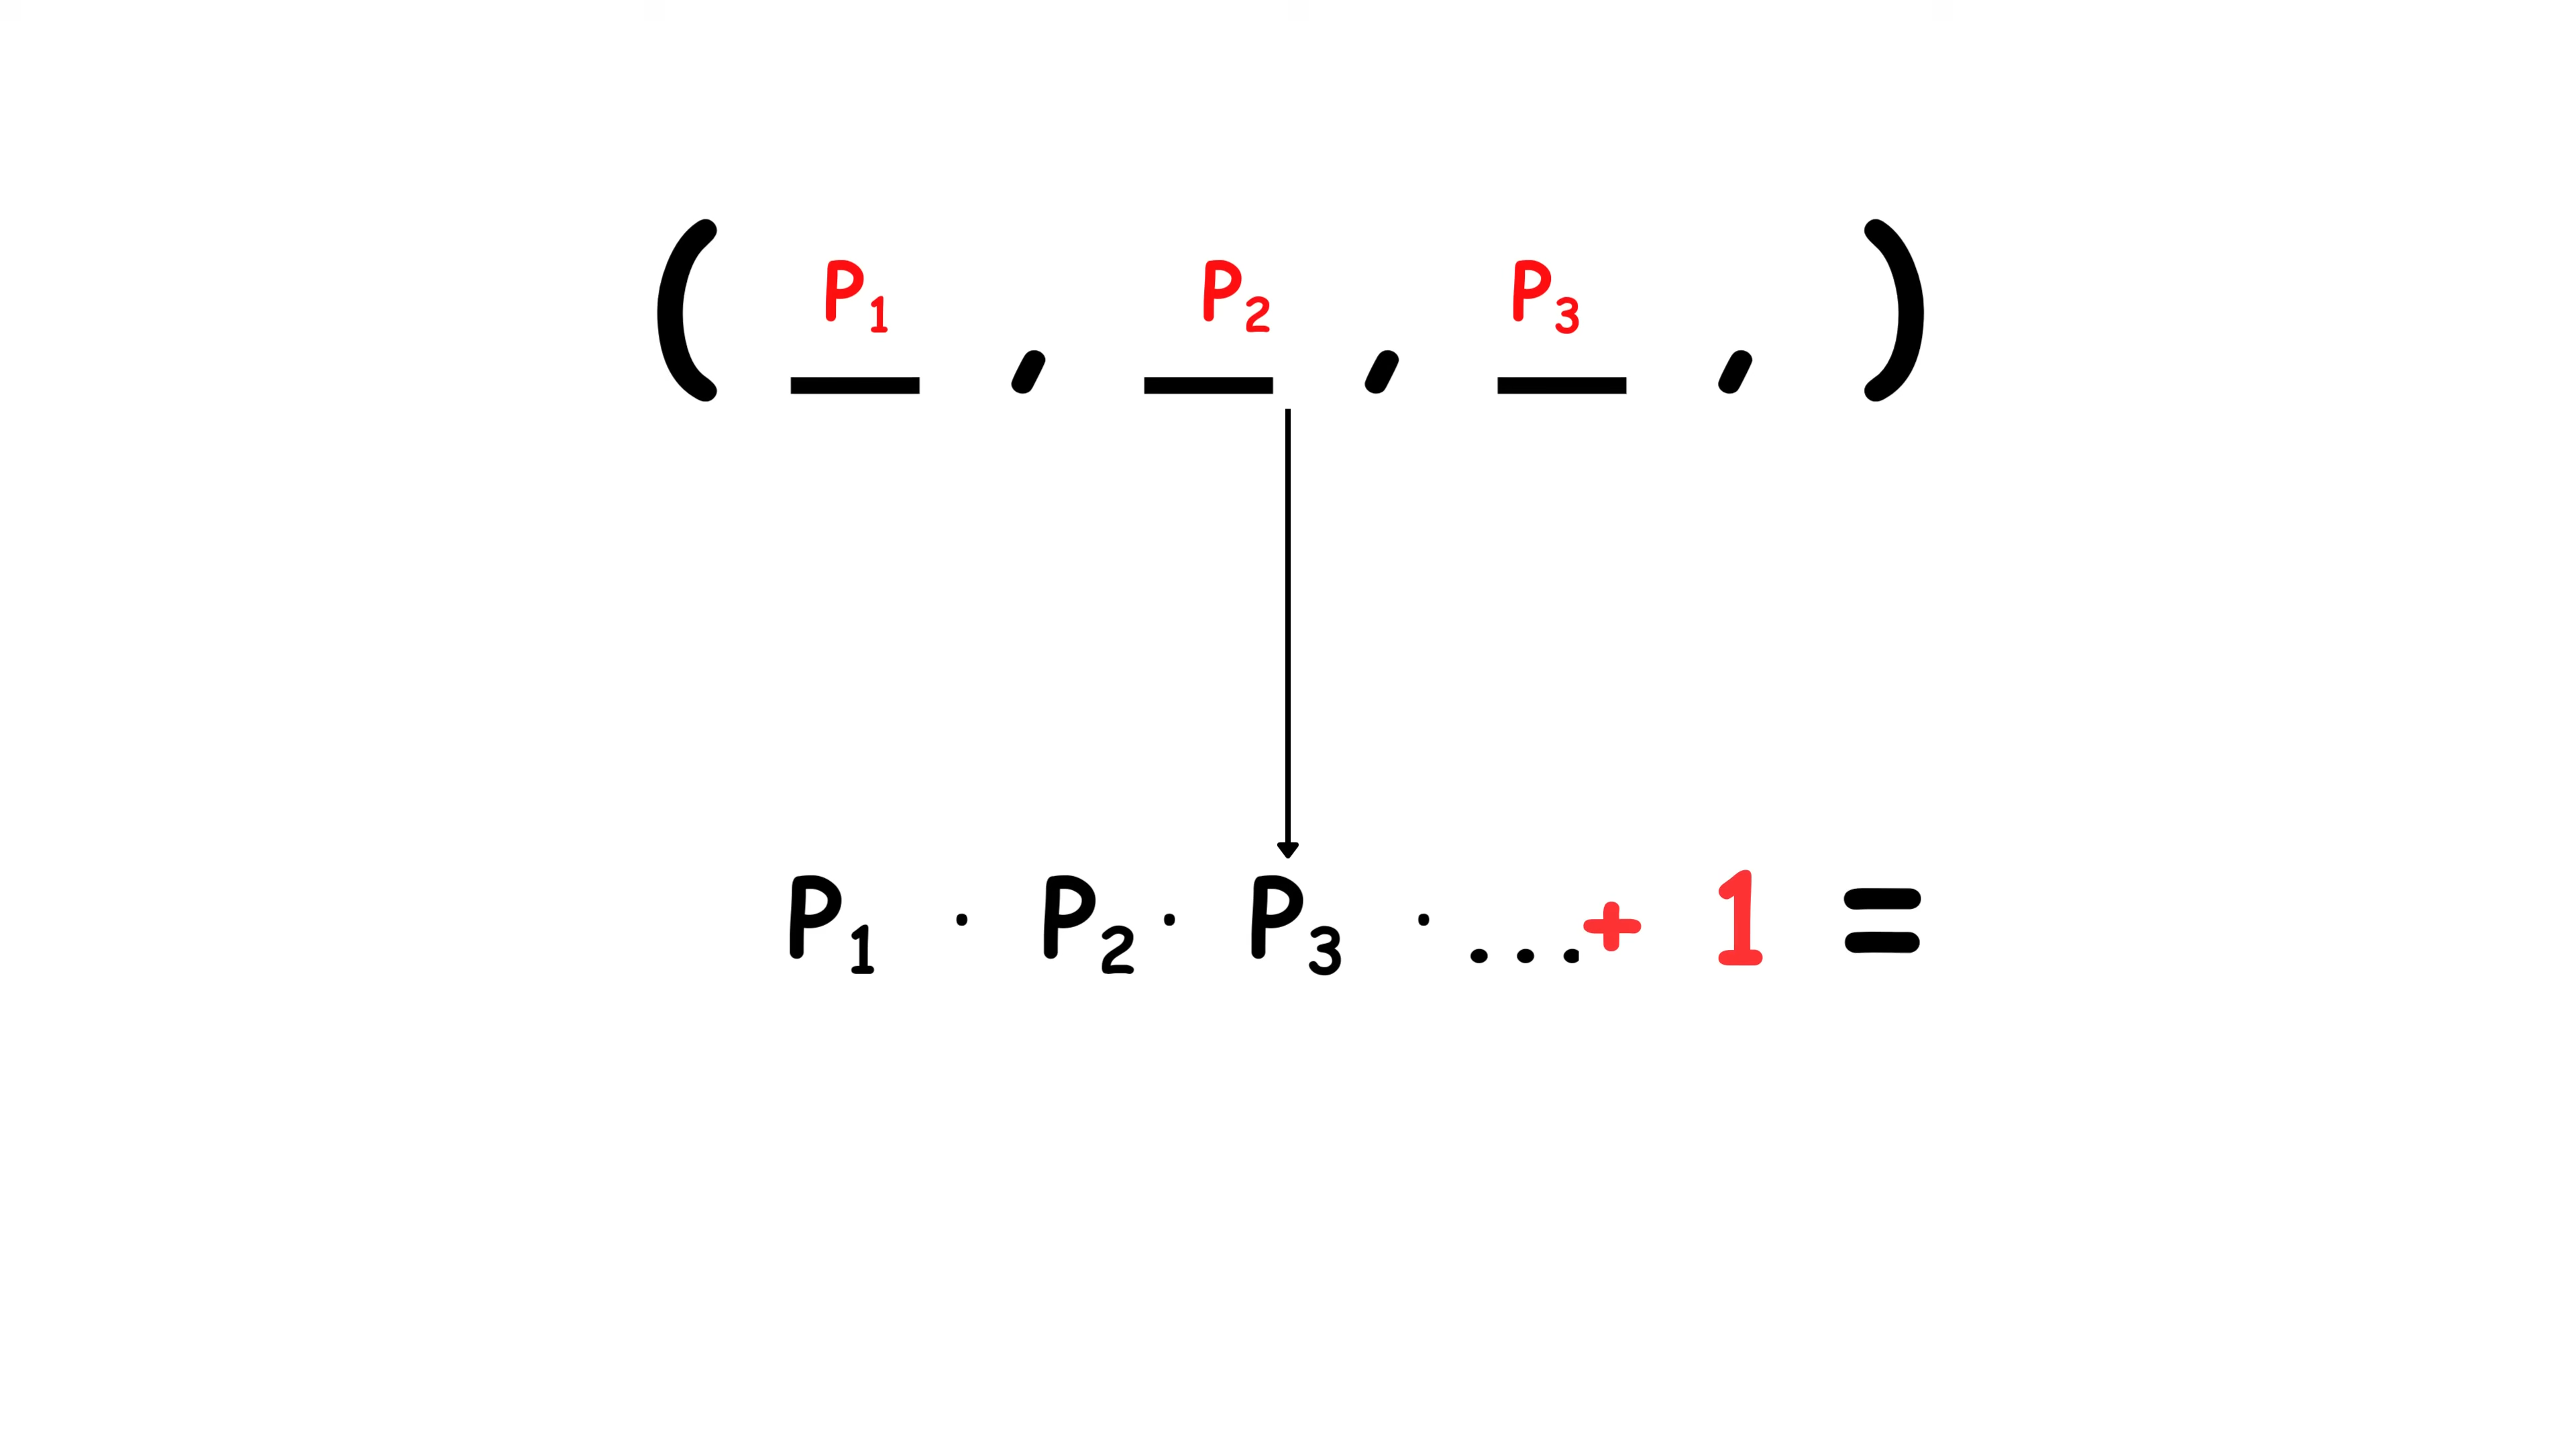 ( P₁ , P₂ , P₃ , )
P₁ · P₂ · P₃ · ...+ 1 =